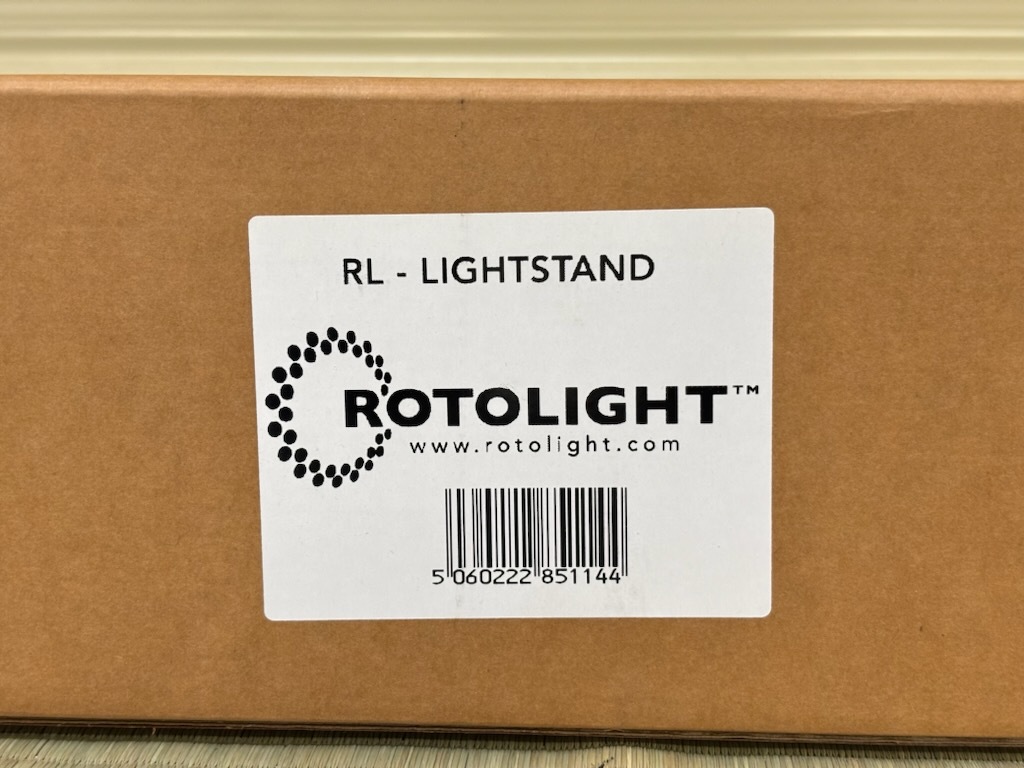 RL - LIGHTSTAND
ROTOLIGHT™
www.rotolight.com
5 060222 851144